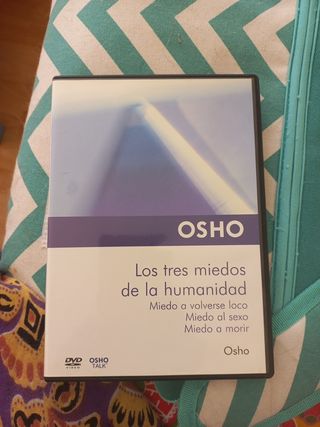 OSHO
Los tres miedos
de la humanidad
Miedo a volverse loco
Miedo al sexo
Miedo a morir
Osho
DVD
VIDEO
OSHO
TALK